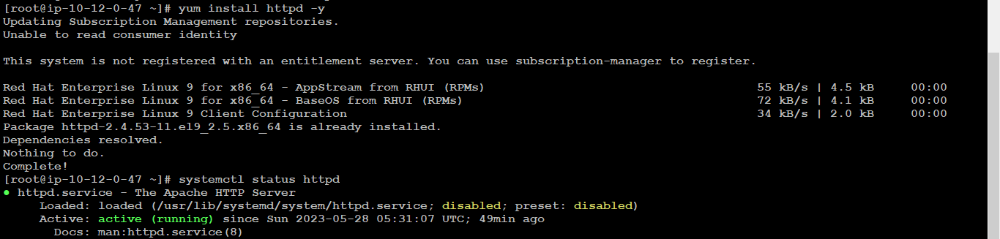 [root@ip-10-12-0-47 ~]# yum install httpd -y
Updating Subscription Management repositories.
Unable to read consumer identity
This system is not registered with an entitlement server. You can use subscription-manager to register.
Red Hat Enterprise Linux 9 for x86_64 - AppStream from RHUI (RPMs) 55 kB/s | 4.5 kB 00:00
Red Hat Enterprise Linux 9 for x86_64 - BaseOS from RHUI (RPMs) 72 kB/s | 4.1 kB 00:00
Red Hat Enterprise Linux 9 Client Configuration 34 kB/s | 2.0 kB 00:00
Package httpd-2.4.53-11.el9_2.5.x86_64 is already installed.
Dependencies resolved.
Nothing to do.
Complete!
[root@ip-10-12-0-47 ~]# systemctl status httpd
● httpd.service - The Apache HTTP Server
Loaded: loaded (/usr/lib/systemd/system/httpd.service; disabled; preset: disabled)
Active: active (running) since Sun 2023-05-28 05:31:07 UTC; 49min ago
Docs: man:httpd.service(8)